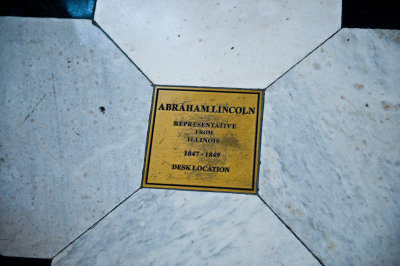 ABRAHAM LINCOLN
REPRESENTATIVE
FROM
ILLINOIS
1847 - 1849
DESK LOCATION